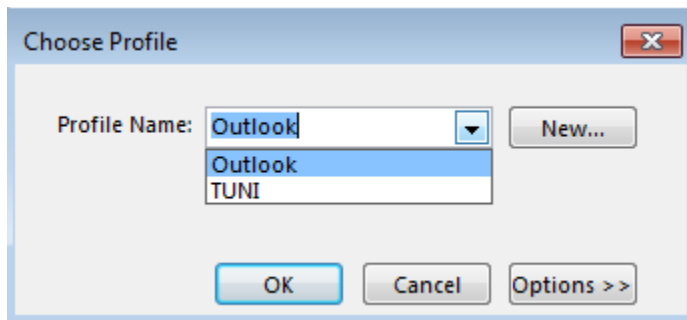 Choose Profile
Profile Name: Outlook New...
Outlook
TUNI
OK Cancel Options >>